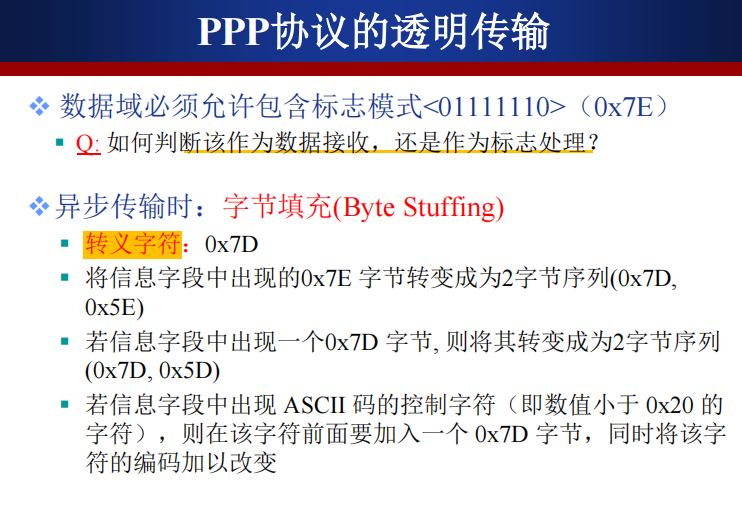 PPP协议的透明传输
数据域必须允许包含标志模式<01111110>（0x7E）
Q: 如何判断该作为数据接收，还是作为标志处理？
异步传输时：字节填充(Byte Stuffing)
转义字符：0x7D
将信息字段中出现的0x7E 字节转变成为2字节序列(0x7D,
0x5E)
若信息字段中出现一个0x7D 字节, 则将其转变成为2字节序列
(0x7D, 0x5D)
若信息字段中出现 ASCII 码的控制字符（即数值小于 0x20 的
字符），则在该字符前面要加入一个 0x7D 字节，同时将该字
符的编码加以改变